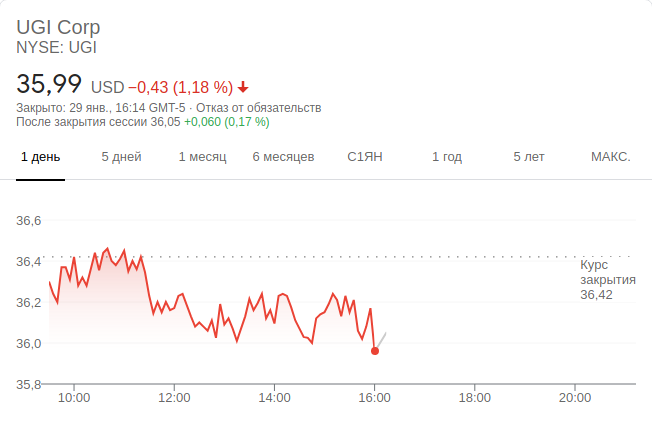 UGI Corp
NYSE: UGI
35,99 USD −0,43 (1,18 %)
Закрыто: 29 янв., 16:14 GMT-5 · Отказ от обязательств
После закрытия сессии 36,05 +0,060 (0,17 %)
1 день 5 дней 1 месяц 6 месяцев С1ЯН 1 год 5 лет МАКС.
36,6
36,4
Курс
закрытия
36,42
36,2
36,0
35,8
10:00 12:00 14:00 16:00 18:00 20:00